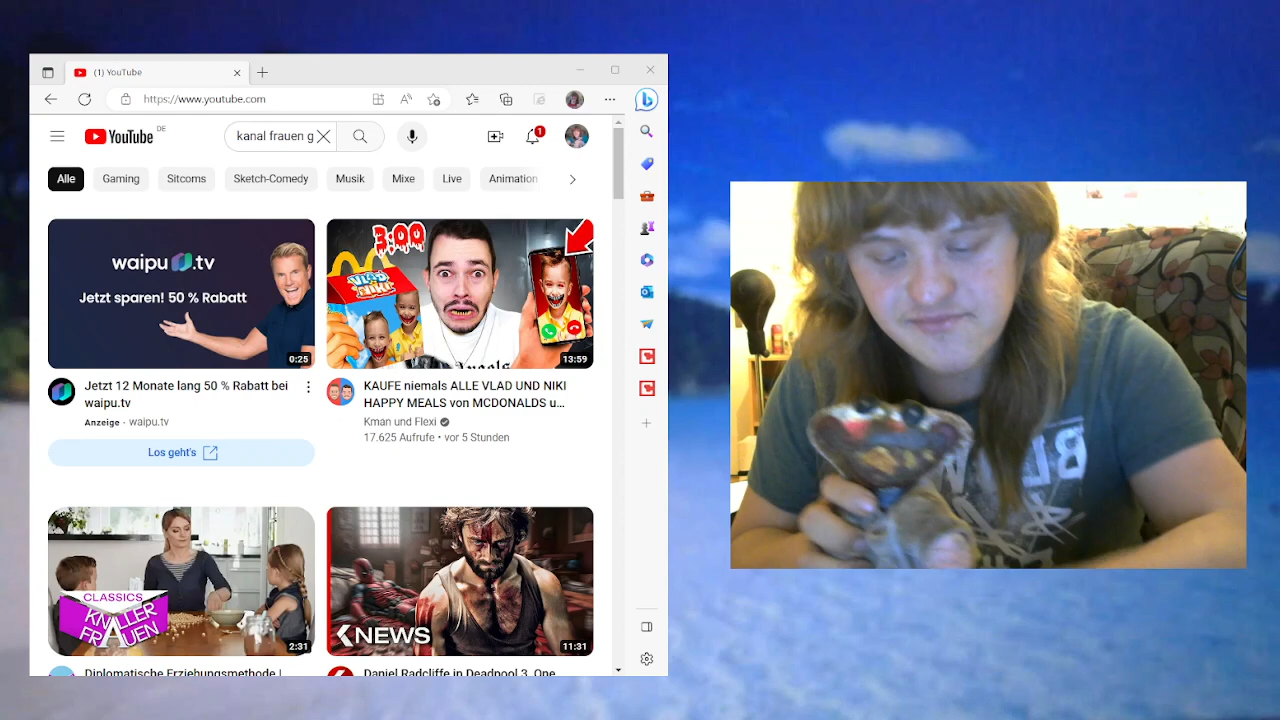 (1) YouTube
https://www.youtube.com
YouTube DE
kanal frauen g
1
Alle Gaming Sitcoms Sketch-Comedy Musik Mixe Live Animation
waipu.tv
Jetzt sparen! 50 % Rabatt
0:25
3:00
VLAD NIKI
13:59
Jetzt 12 Monate lang 50 % Rabatt bei
waipu.tv
Anzeige · waipu.tv
Los geht's
KAUFE niemals ALLE VLAD UND NIKI
HAPPY MEALS von MCDONALDS u...
Kman und Flexi
17.625 Aufrufe • vor 5 Stunden
CLASSICS
KNALLER
FRAUEN
2:31
KNEWS
11:31
Diplomatische Erziehungsmethode |
Daniel Radcliffe in Deadpool 3, One